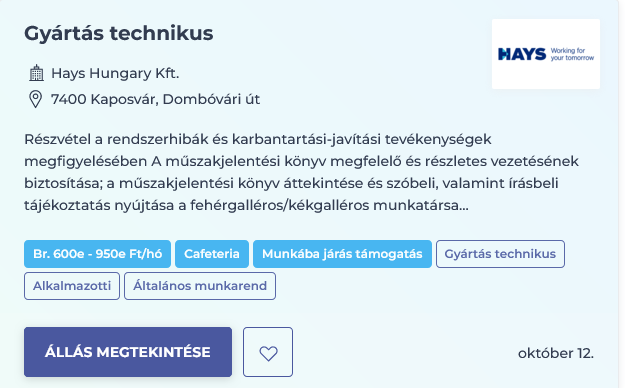 Gyártás technikus
HAYS Working for
your tomorrow
Hays Hungary Kft.
7400 Kaposvár, Dombóvári út
Részvétel a rendszerhibák és karbantartási-javítási tevékenységek
megfigyelésében A műszakjelentési könyv megfelelő és részletes vezetésének
biztosítása; a műszakjelentési könyv áttekintése és szóbeli, valamint írásbeli
tájékoztatás nyújtása a fehérgalléros/kékgalléros munkatársa...
Br. 600e - 950e Ft/hó Cafeteria Munkába járás támogatás Gyártás technikus
Alkalmazotti Általános munkarend
ÁLLÁS MEGTEKINTÉSE október 12.